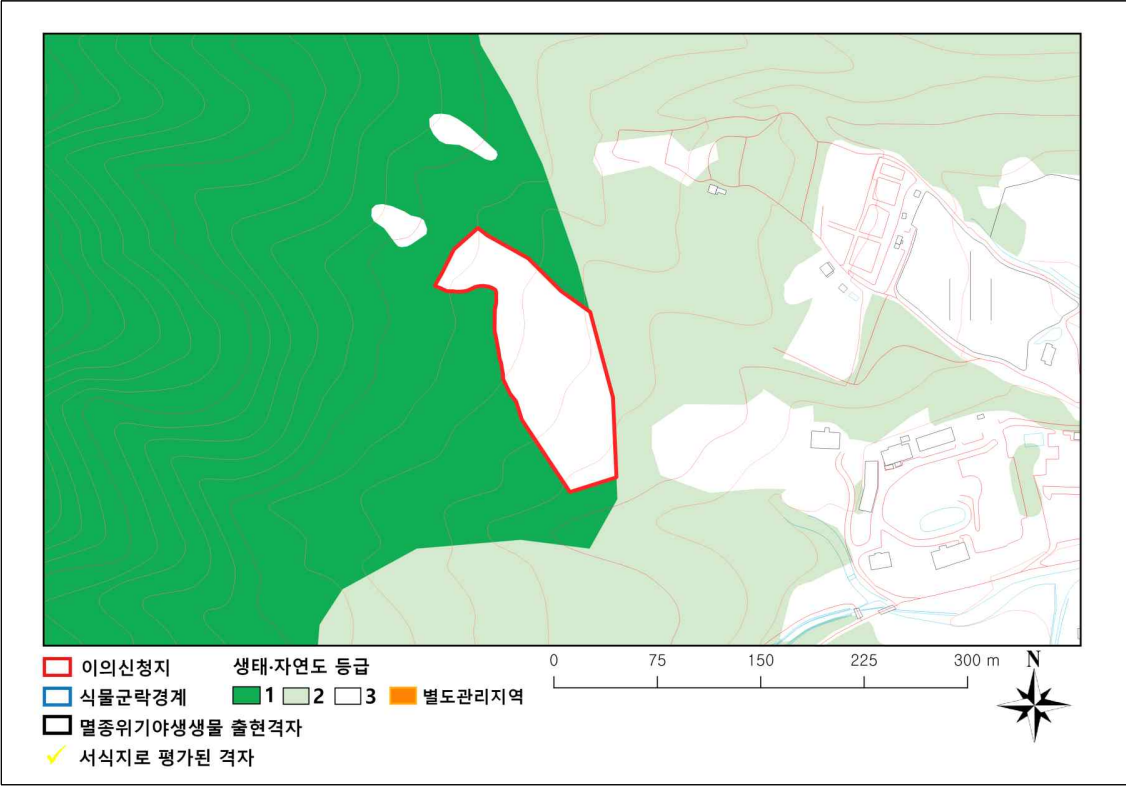 이의신청지
식물군락경계
멸종위기야생생물 출현격자
서식지로 평가된 격자
생태·자연도 등급
1 2 3 별도관리지역
0 75 150 225 300 m
N